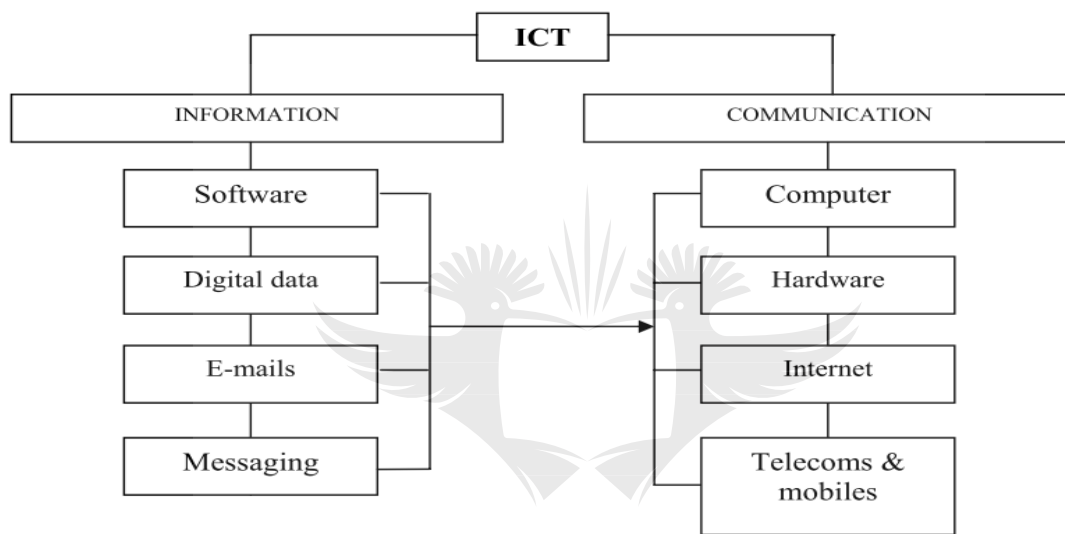 ICT
INFORMATION
COMMUNICATION
Software
Computer
Digital data
Hardware
E-mails
Internet
Messaging
Telecoms &
mobiles